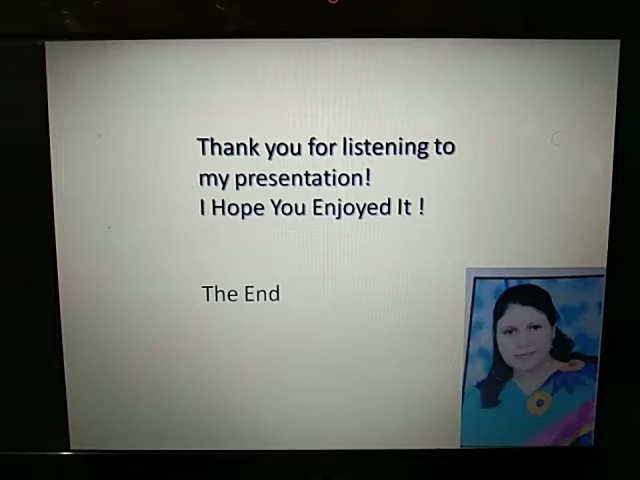 Thank you for listening to
my presentation!
I Hope You Enjoyed It !
The End